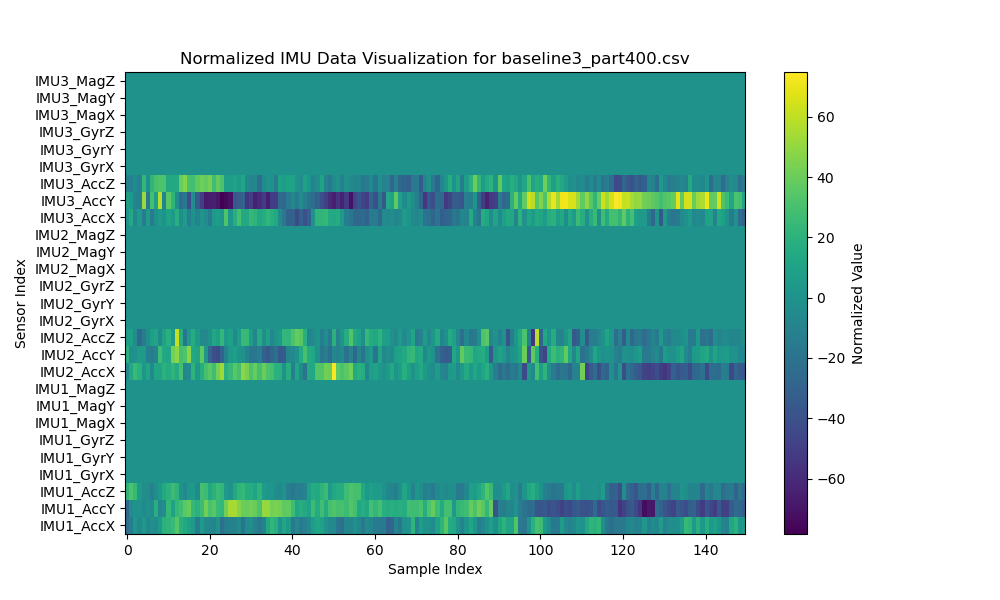 Normalized IMU Data Visualization for baseline3_part400.csv
IMU3_MagZ
IMU3_MagY
IMU3_MagX
IMU3_GyrZ
IMU3_GyrY
IMU3_GyrX
IMU3_AccZ
IMU3_AccY
IMU3_AccX
IMU2_MagZ
IMU2_MagY
IMU2_MagX
IMU2_GyrZ
IMU2_GyrY
IMU2_GyrX
IMU2_AccZ
IMU2_AccY
IMU2_AccX
IMU1_MagZ
IMU1_MagY
IMU1_MagX
IMU1_GyrZ
IMU1_GyrY
IMU1_GyrX
IMU1_AccZ
IMU1_AccY
IMU1_AccX
Sensor Index
0 20 40 60 80 100 120 140
Sample Index
60
40
20
0
−20
−40
−60
Normalized Value